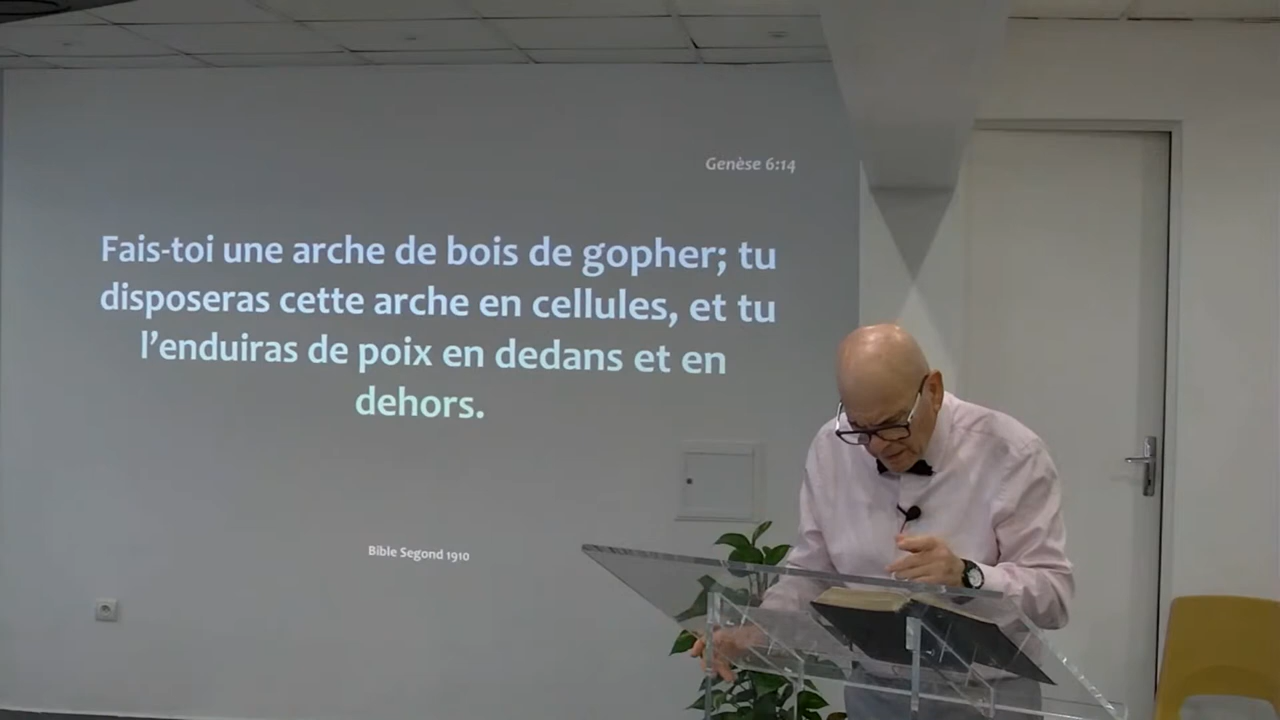 Genèse 6:14
Fais-toi une arche de bois de gopher; tu
disposeras cette arche en cellules, et tu
l'enduiras de poix en dedans et en
dehors.
Bible Segond 1910